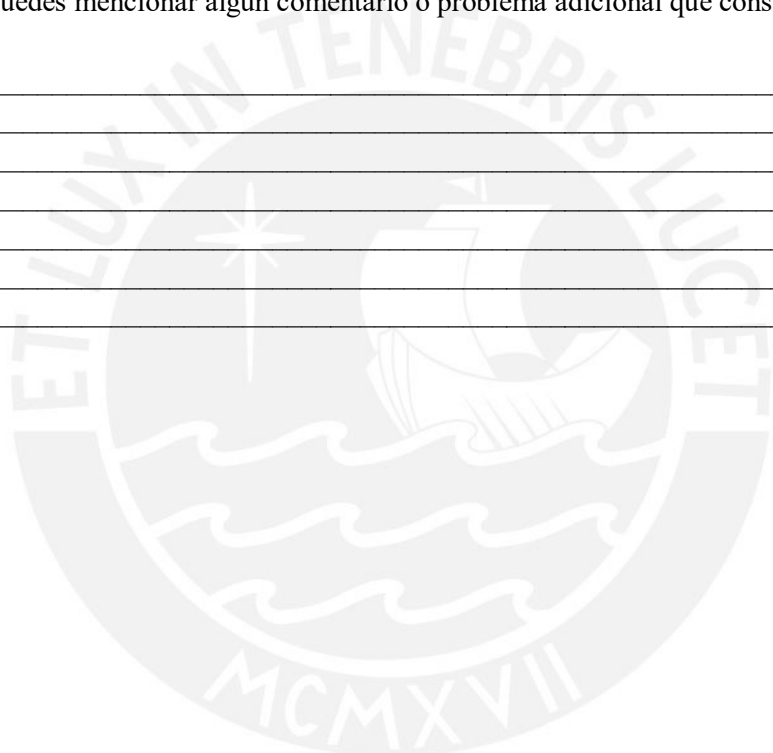 uedes mencionar algún comentario o problema adicional que cons
ET LUX IN TENEBRIS LUCET
MCMXVII